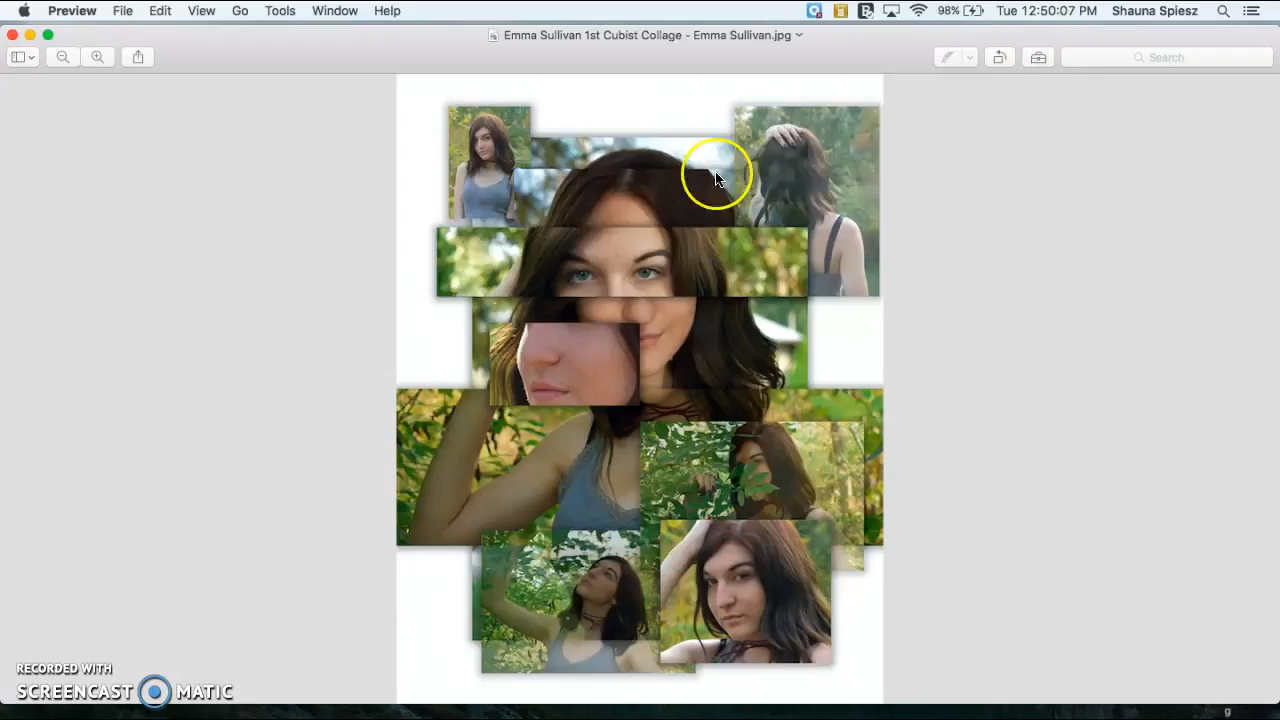 Preview File Edit View Go Tools Window Help 98% Tue 12:50:07 PM Shauna Spiesz
Emma Sullivan 1st Cubist Collage - Emma Sullivan.jpg
Search
RECORDED WITH
SCREENCAST MATIC
g